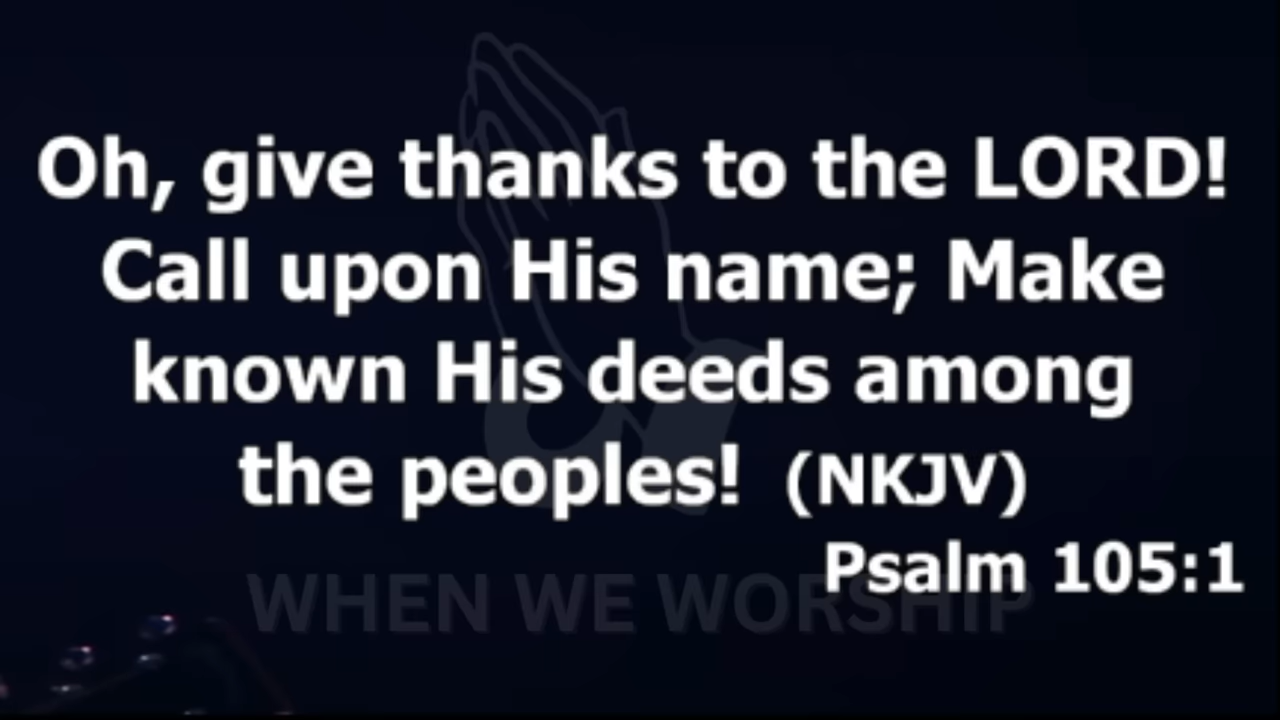 Oh, give thanks to the LORD!
Call upon His name; Make
known His deeds among
the peoples! (NKJV)
Psalm 105:1
WHEN WE WORSHIP